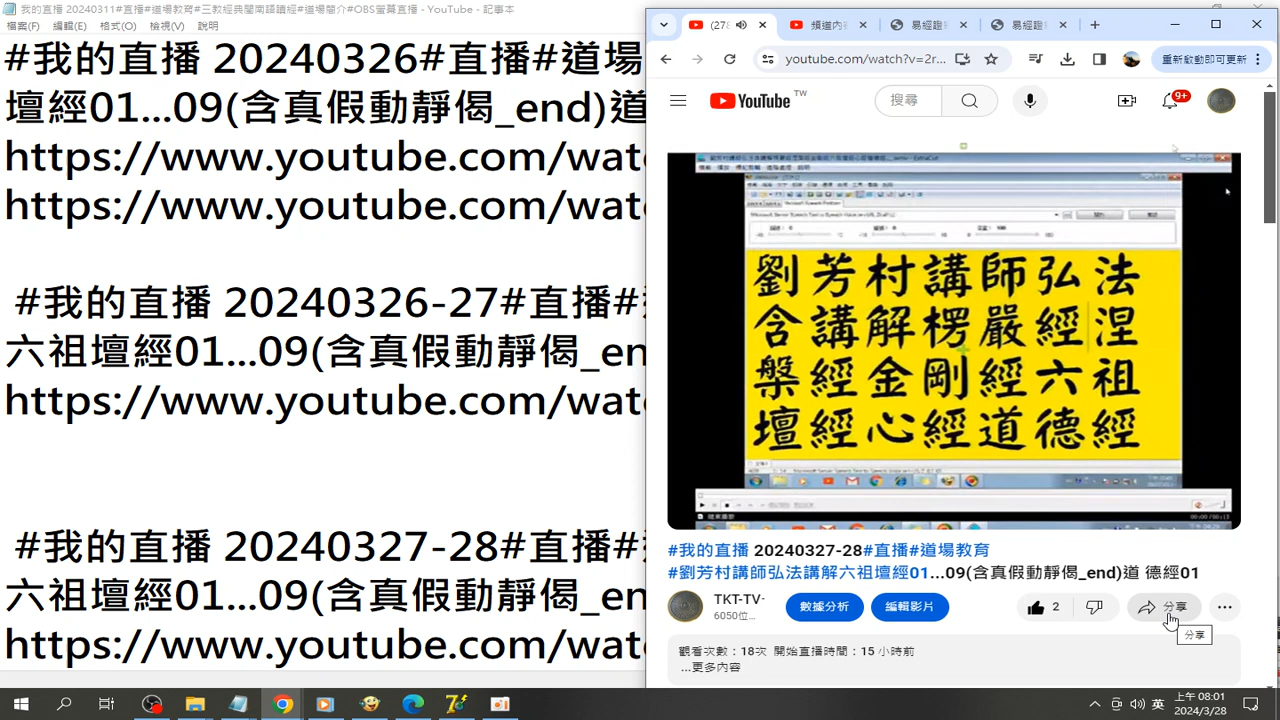 我的直播 20240311#直播#道場教育#三教經典閩南語讀經#道場簡介#OBS螢幕直播 - YouTube - 記事本
檔案(F) 編輯(E) 格式(O) 檢視(V) 說明
#我的直播 20240326#直播#道場
壇經01...09(含真假動靜偈_end)道
https://www.youtube.com/wat
https://www.youtube.com/wat
#我的直播 20240326-27#直播#
六祖壇經01...09(含真假動靜偈_en
https://www.youtube.com/wat
#我的直播 20240327-28#直播#
六祖壇經01...09(含真假動靜偈_en
https://www.youtube.com/wat
(278
頻道內
易經證
易經證
youtube.com/watch?v=2r...
重新啟動即可更新
YouTube TW
搜尋
9+
劉芳村講師弘法
含講解楞嚴經涅
槃經金剛經六祖
壇經心經道德經
#我的直播 20240327-28#直播#道場教育
#劉芳村講師弘法講解六祖壇經01...09(含真假動靜偈_end)道 德經01
TKT-TV-
6050位...
數據分析
編輯影片
2
分享
分享
觀看次數：18次 開始直播時間：15 小時前
...更多內容
英
上午 08:01
2024/3/28